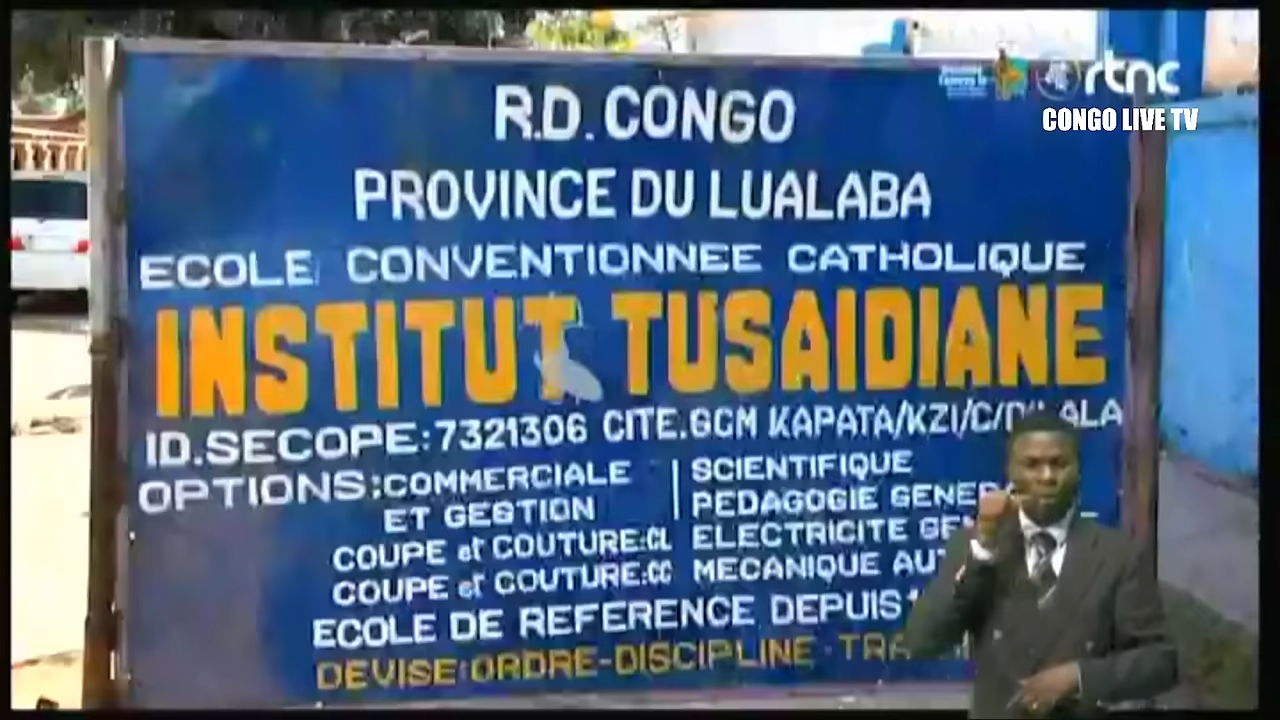 rtnc
CONGO LIVE TV
R.D. CONGO
PROVINCE DU LUALABA
ECOLE CONVENTIONNEE CATHOLIQUE
INSTITUT TUSAIDIANE
ID.SECOPE:7321306 CITE.GCM KAPATA/KZI/C/
OPTIONS:COMMERCIALE
ET GESTION
COUPE et COUTURE:CL
COUPE et COUTURE:CC
SCIENTIFIQUE
PEDAGOGIE
ELECTRICITE
MECANIQUE
ECOLE DE REFERENCE DEPUIS
DEVISE:ORDRE-DISCIPLINE-